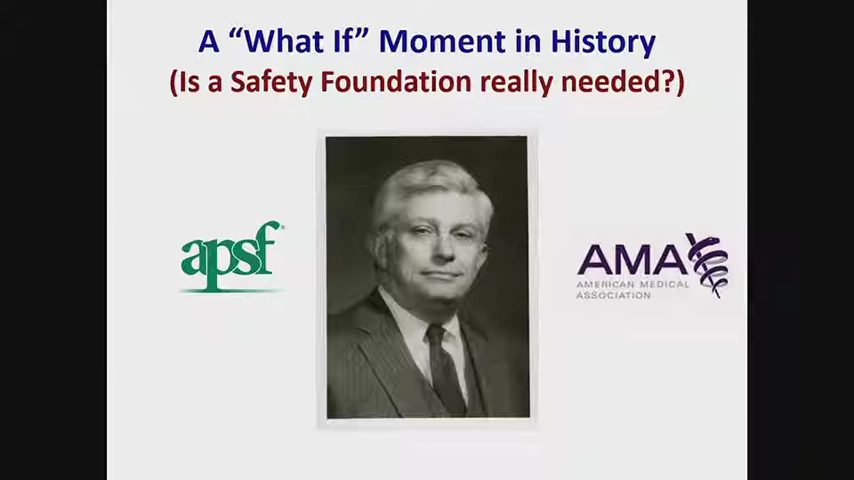 A “What If” Moment in History
(Is a Safety Foundation really needed?)
apsf®
AMA
AMERICAN MEDICAL
ASSOCIATION